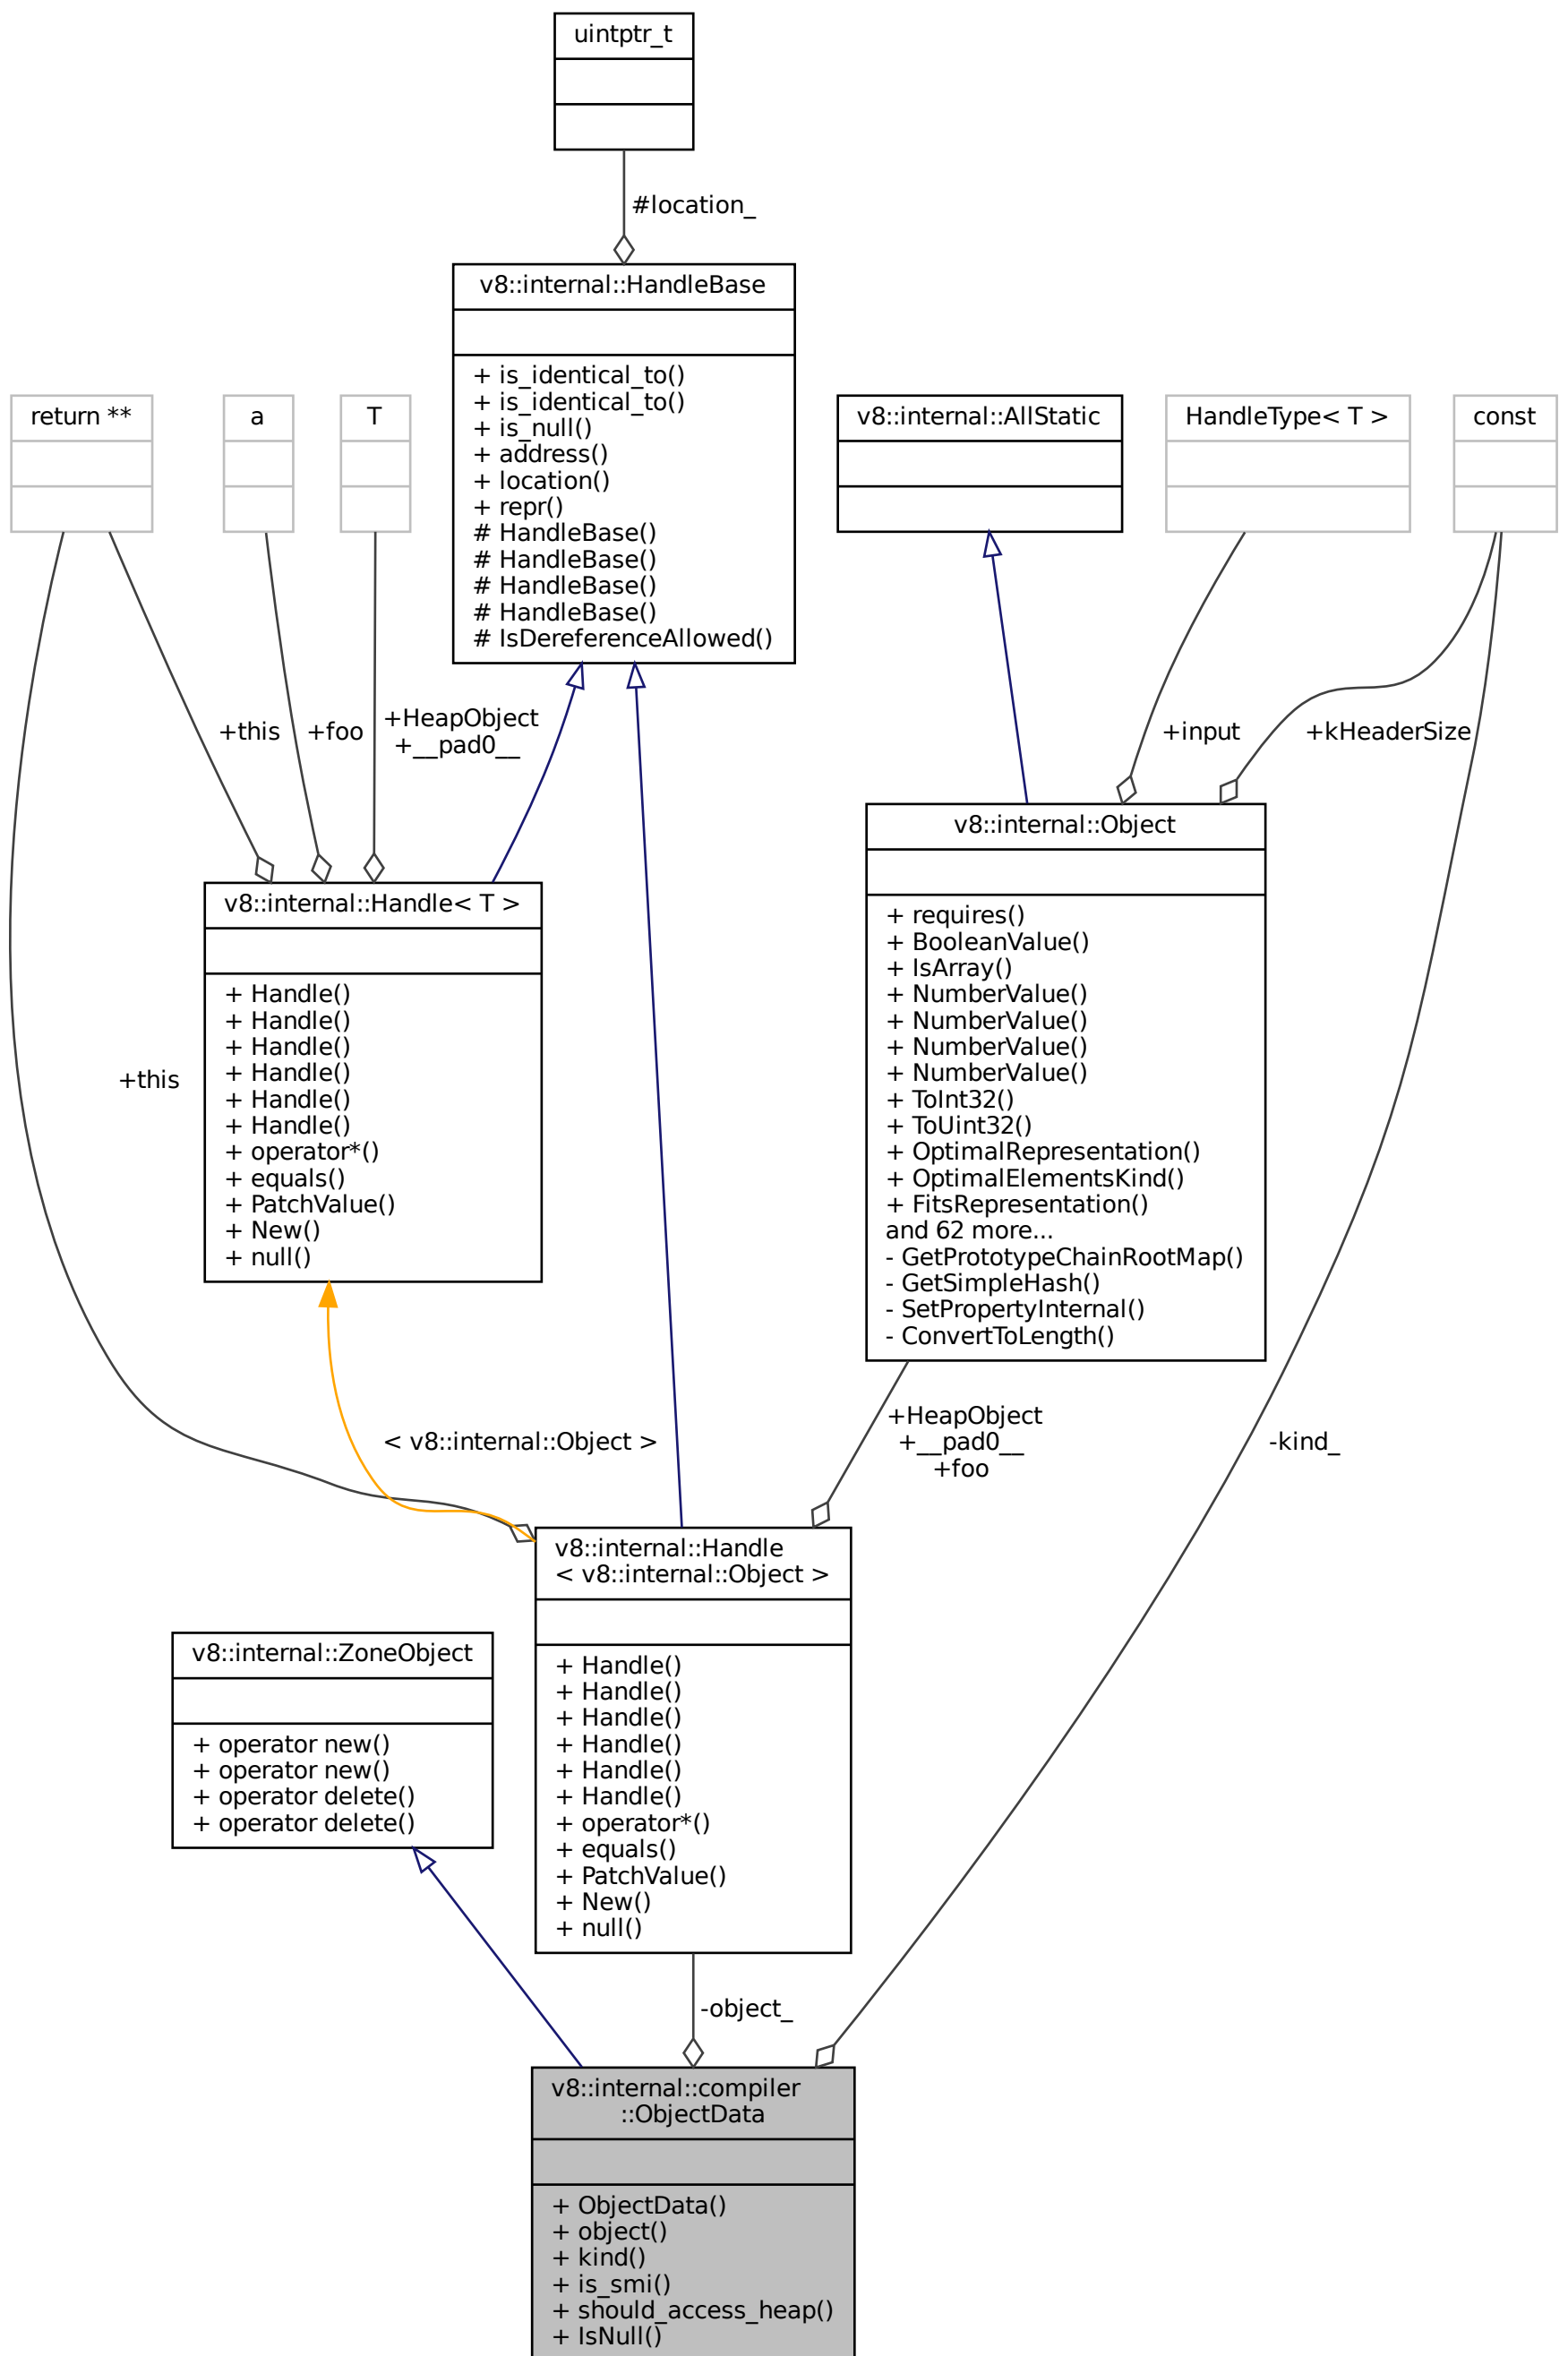 uintptr_t
#location_
v8::internal::HandleBase
+ is_identical_to()
+ is_identical_to()
+ is_null()
+ address()
+ location()
+ repr()
# HandleBase()
# HandleBase()
# HandleBase()
# HandleBase()
# IsDereferenceAllowed()
return **
a
T
v8::internal::AllStatic
HandleType< T >
const
+this
+foo
+HeapObject
+__pad0__
+input
+kHeaderSize
v8::internal::Handle< T >
+ Handle()
+ Handle()
+ Handle()
+ Handle()
+ Handle()
+ Handle()
+ operator*()
+ equals()
+ PatchValue()
+ New()
+ null()
v8::internal::Object
+ requires()
+ BooleanValue()
+ IsArray()
+ NumberValue()
+ NumberValue()
+ NumberValue()
+ NumberValue()
+ ToInt32()
+ ToUint32()
+ OptimalRepresentation()
+ OptimalElementsKind()
+ FitsRepresentation()
and 62 more...
- GetPrototypeChainRootMap()
- GetSimpleHash()
- SetPropertyInternal()
- ConvertToLength()
+this
< v8::internal::Object >
+HeapObject
+__pad0__
+foo
-kind_
v8::internal::Handle
< v8::internal::Object >
+ Handle()
+ Handle()
+ Handle()
+ Handle()
+ Handle()
+ Handle()
+ operator*()
+ equals()
+ PatchValue()
+ New()
+ null()
v8::internal::ZoneObject
+ operator new()
+ operator new()
+ operator delete()
+ operator delete()
-object_
v8::internal::compiler
::ObjectData
+ ObjectData()
+ object()
+ kind()
+ is_smi()
+ should_access_heap()
+ IsNull()